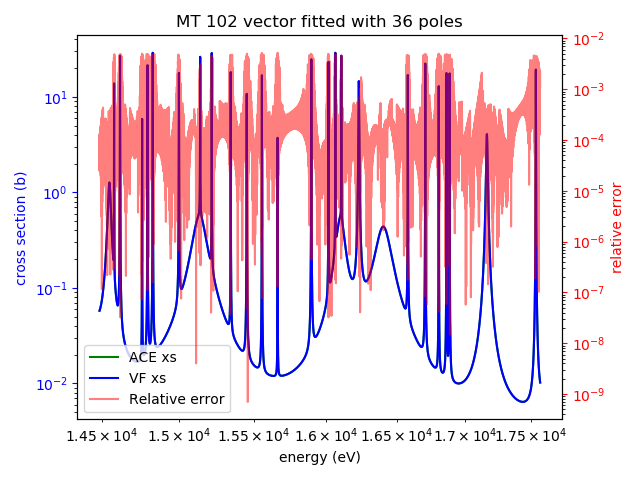 MT 102 vector fitted with 36 poles
cross section (b)
10¹
10⁰
10⁻¹
10⁻²
10⁻²
10⁻³
10⁻⁴
10⁻⁵
10⁻⁶
10⁻⁷
10⁻⁸
10⁻⁹
relative error
ACE xs
VF xs
Relative error
1.45×10⁴ 1.5×10⁴ 1.55×10⁴ 1.6×10⁴ 1.65×10⁴ 1.7×10⁴ 1.75×10⁴
energy (eV)